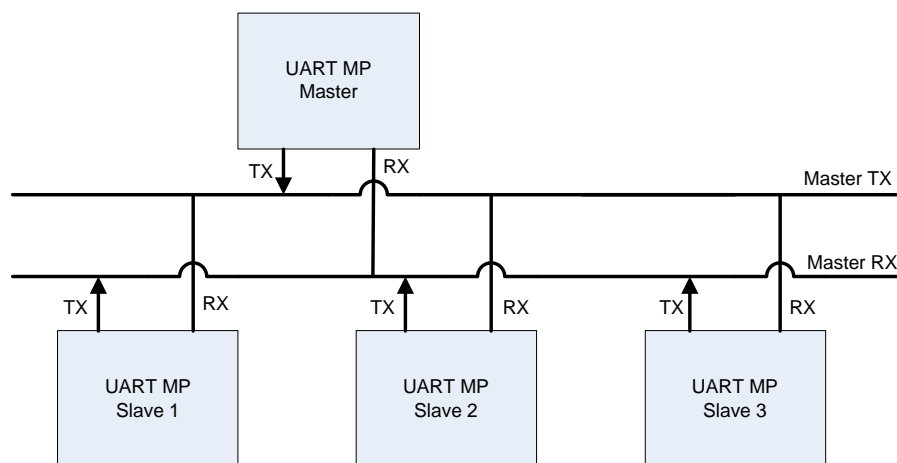 UART MP
Master
TX
RX
Master TX
Master RX
TX
RX
TX
RX
TX
RX
UART MP
Slave 1
UART MP
Slave 2
UART MP
Slave 3